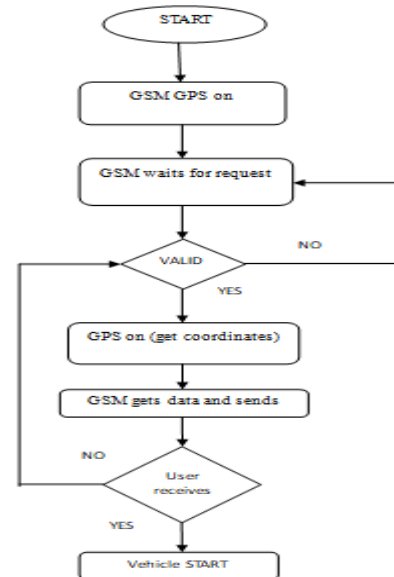 START
GSM GPS on
GSM waits for request
VALID
NO
YES
GPS on (get coordinates)
GSM gets data and sends
NO
User
receives
YES
Vehicle START